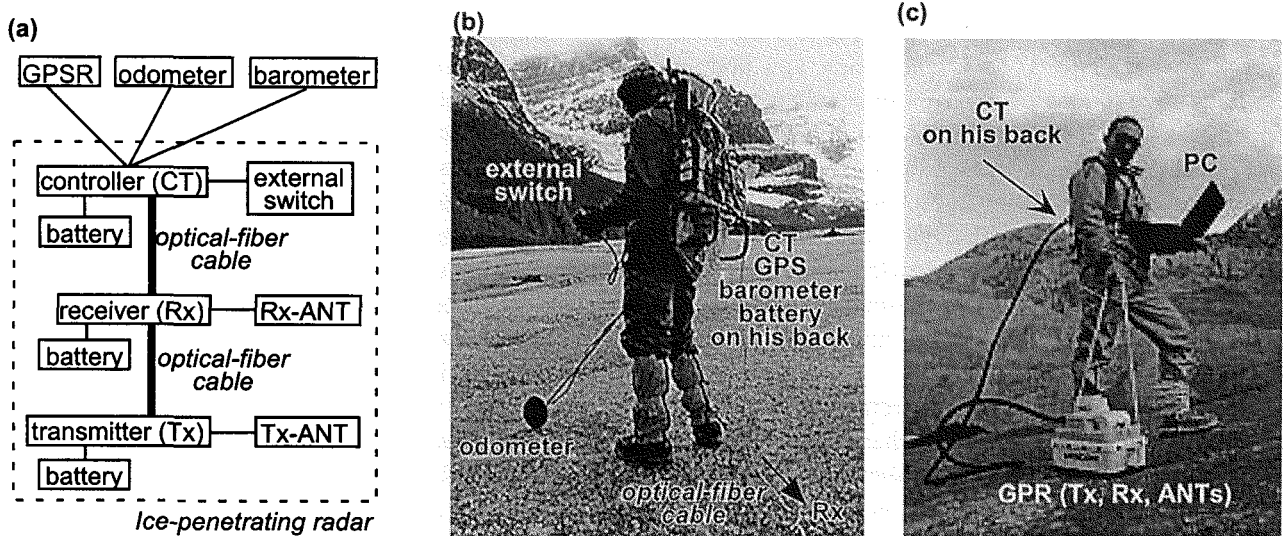 (a)
GPSR odometer barometer
controller (CT)
external
switch
battery
optical-fiber
cable
receiver (Rx)
Rx-ANT
battery
optical-fiber
cable
transmitter (Tx)
Tx-ANT
battery
Ice-penetrating radar
(b)
external
switch
CT
GPS
barometer
battery
on his back
odometer
optical-fiber
cable
Rx
(c)
CT
on his back
PC
GPR (Tx, Rx, ANTs)